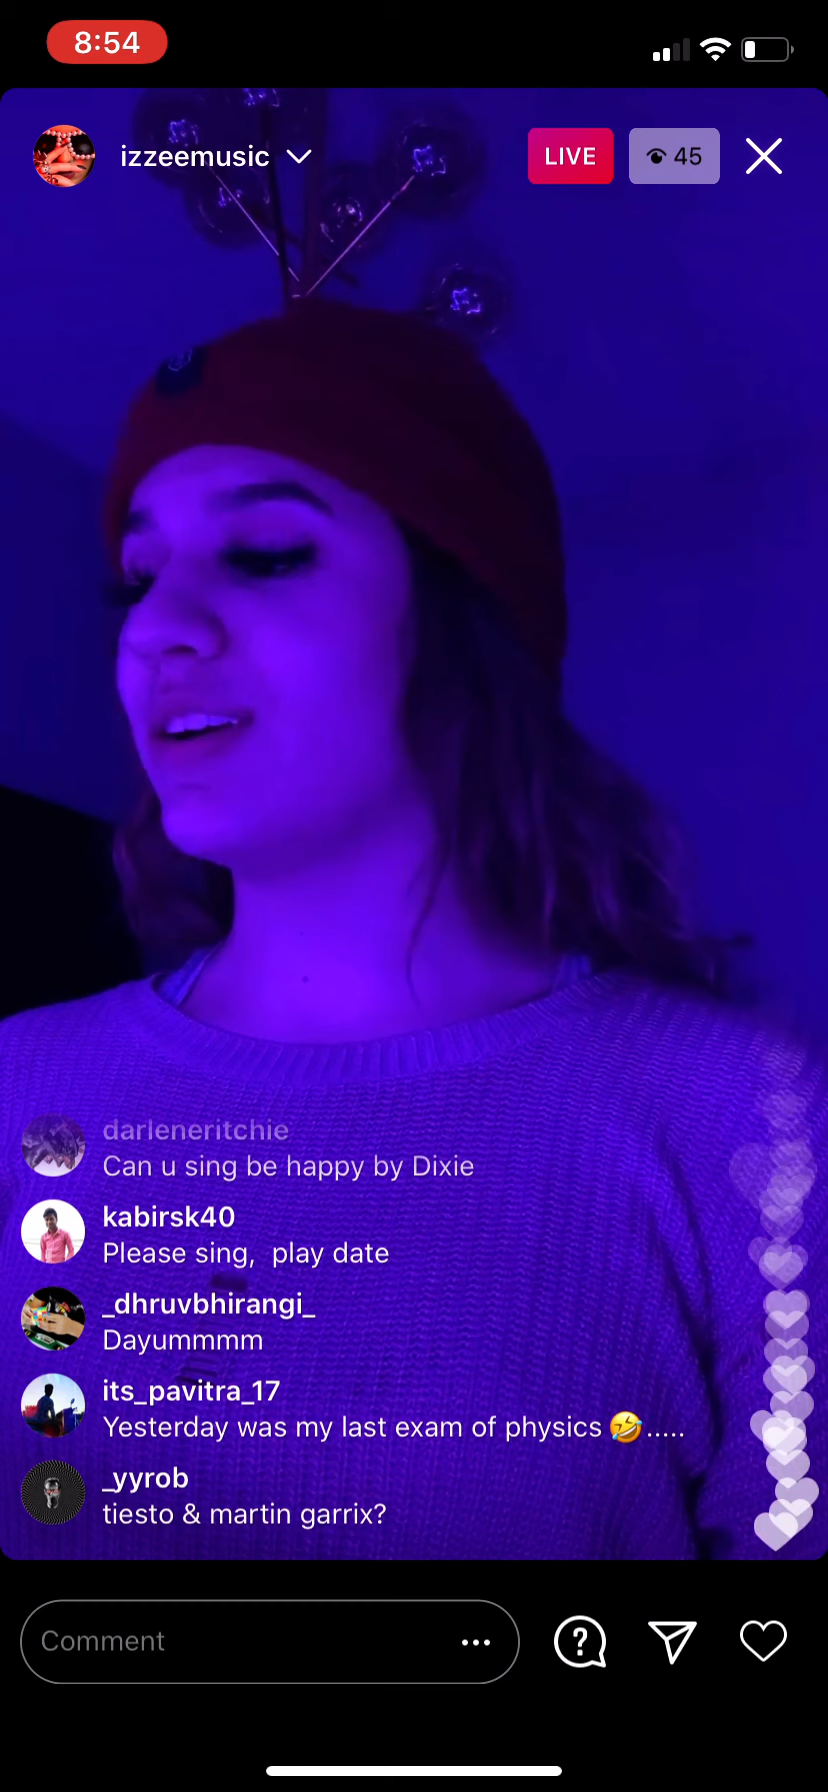 8:54
izzeemusic
LIVE
45
darleneritchie
Can u sing be happy by Dixie
kabirsk40
Please sing,  play date
_dhruvbhirangi_
Dayummmm
its_pavitra_17
Yesterday was my last exam of physics 🤣.....
_yyrob
tiesto & martin garrix?
Comment